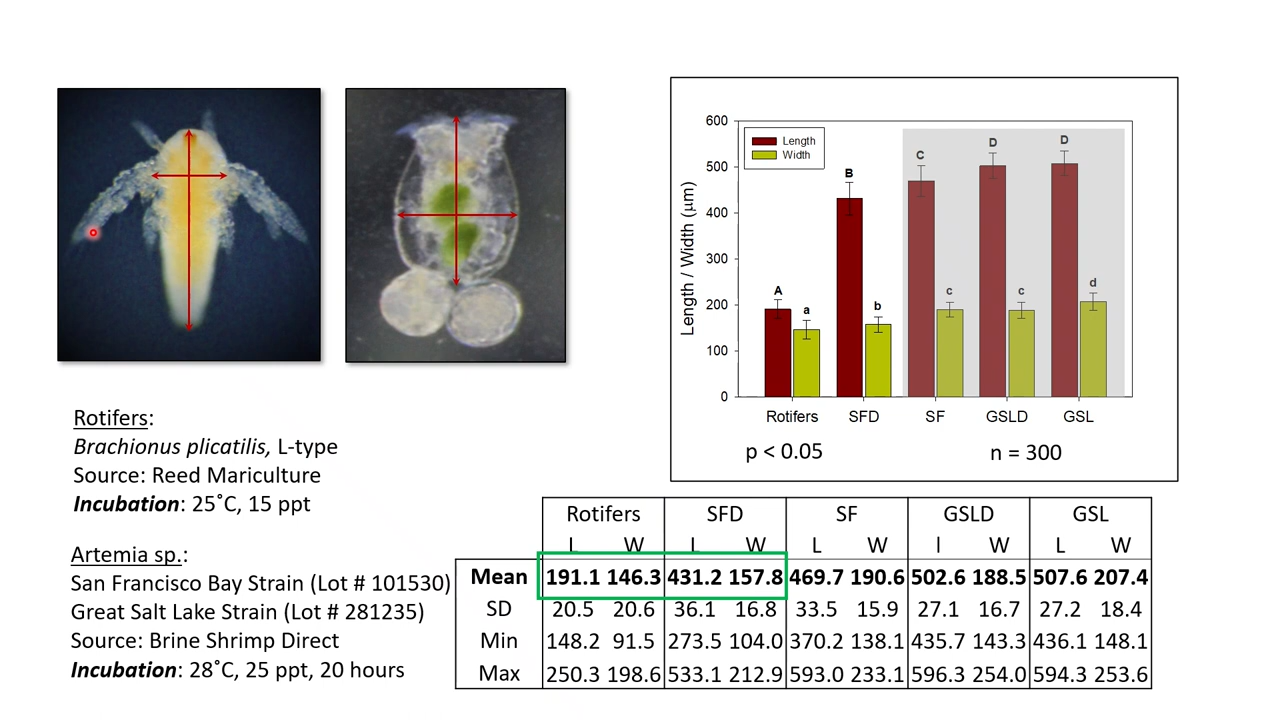 Rotifers:
Brachionus plicatilis, L-type
Source: Reed Mariculture
Incubation: 25˚C, 15 ppt
Artemia sp.:
San Francisco Bay Strain (Lot # 101530)
Great Salt Lake Strain (Lot # 281235)
Source: Brine Shrimp Direct
Incubation: 28˚C, 25 ppt, 20 hours
Length / Width (µm)
600
500
400
300
200
100
0
Length
Width
A a B b C c D c D d
Rotifers SFD SF GSLD GSL
p < 0.05 n = 300
Rotifers SFD SF GSLD GSL
L W L W L W l W L W
Mean 191.1 146.3 431.2 157.8 469.7 190.6 502.6 188.5 507.6 207.4
SD 20.5 20.6 36.1 16.8 33.5 15.9 27.1 16.7 27.2 18.4
Min 148.2 91.5 273.5 104.0 370.2 138.1 435.7 143.3 436.1 148.1
Max 250.3 198.6 533.1 212.9 593.0 233.1 596.3 254.0 594.3 253.6